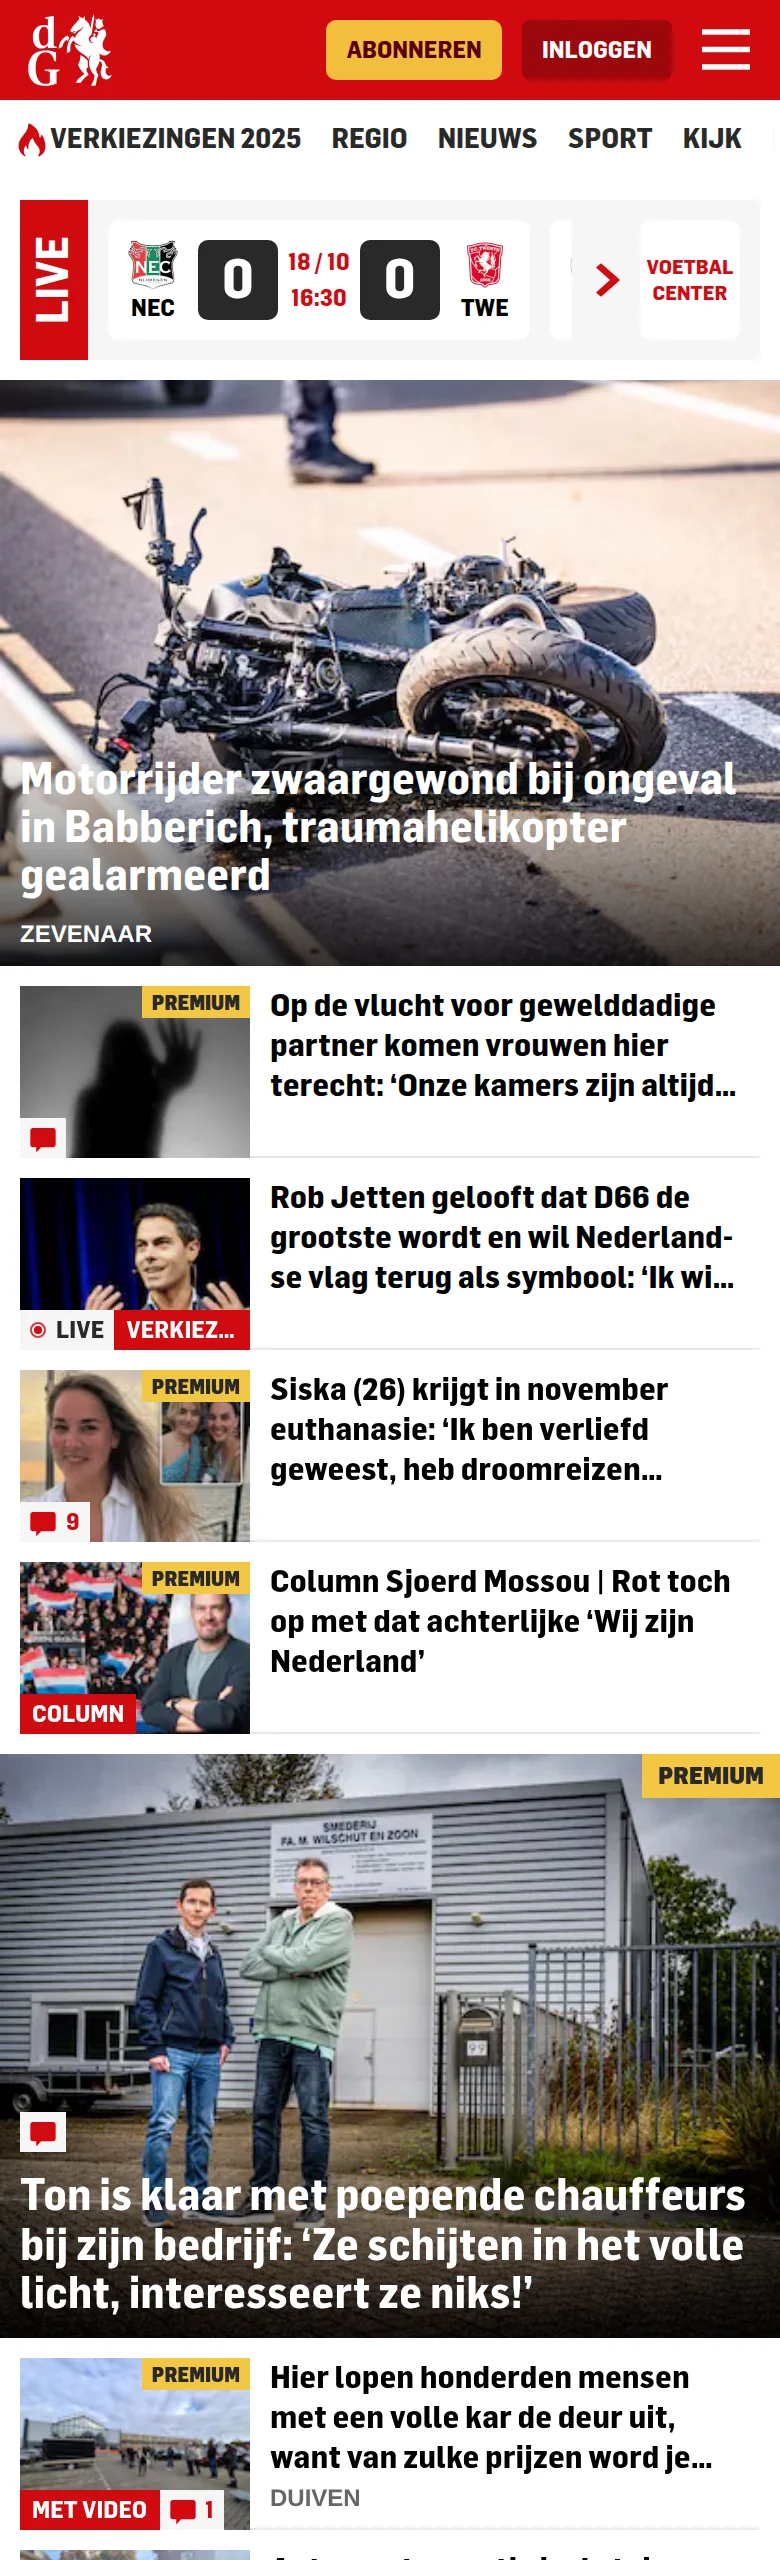 dG
ABONNEREN
INLOGGEN
VERKIEZINGEN 2025 REGIO NIEUWS SPORT KIJK
LIVE
NEC
NEC
0
18 / 10
16:30
0
TWE
VOETBAL
CENTER
Motorrijder zwaargewond bij ongeval
in Babberich, traumahelikopter
gealarmeerd
ZEVENAAR
PREMIUM
Op de vlucht voor gewelddadige
partner komen vrouwen hier
terecht: ‘Onze kamers zijn altijd...
Rob Jetten gelooft dat D66 de
grootste wordt en wil Nederland-
se vlag terug als symbool: ‘Ik wi...
LIVE
VERKIEZ...
PREMIUM
Siska (26) krijgt in november
euthanasie: ‘Ik ben verliefd
geweest, heb droomreizen...
9
PREMIUM
Column Sjoerd Mossou | Rot toch
op met dat achterlijke ‘Wij zijn
Nederland’
COLUMN
PREMIUM
SMEDERIJ
FA. M. WILSCHUT EN ZOON
99
Ton is klaar met poepende chauffeurs
bij zijn bedrijf: ‘Ze schijten in het volle
licht, interesseert ze niks!’
PREMIUM
Hier lopen honderden mensen
met een volle kar de deur uit,
want van zulke prijzen word je...
DUIVEN
MET VIDEO
1